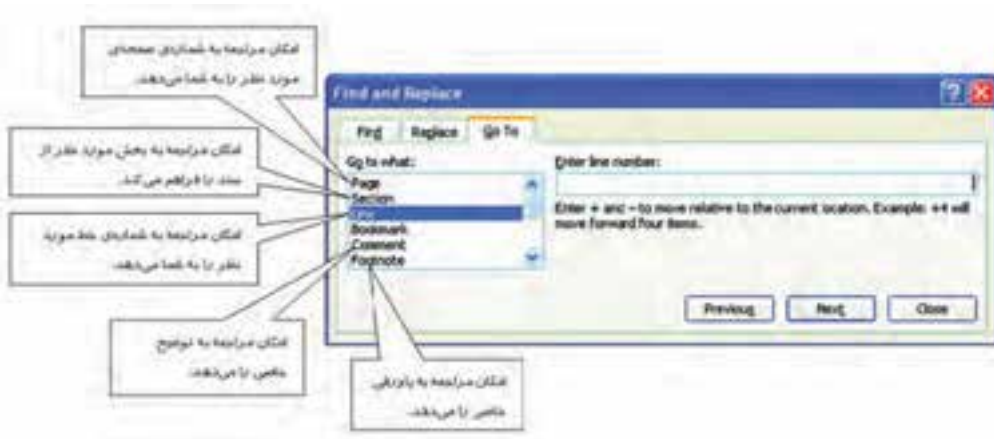 امکان مراجعه به شماره‌ی صفحه‌ی
مورد نظر را به شما می‌دهد.
امکان مراجعه به بخش مورد نظر از
سند را فراهم می‌کند.
امکان مراجعه به شماره‌ی خط مورد
نظر را به شما می‌دهد.
امکان مراجعه به توضیح
خاصی را می‌دهد.
امکان مراجعه به پاورقی
خاصی را می‌دهد.
Find and Replace
Find Replace Go To
Go to what:
Page
Section
Line
Bookmark
Comment
Footnote
Enter line number:
Enter + and – to move relative to the current location. Example: +4 will
move forward four items.
Previous Next Close